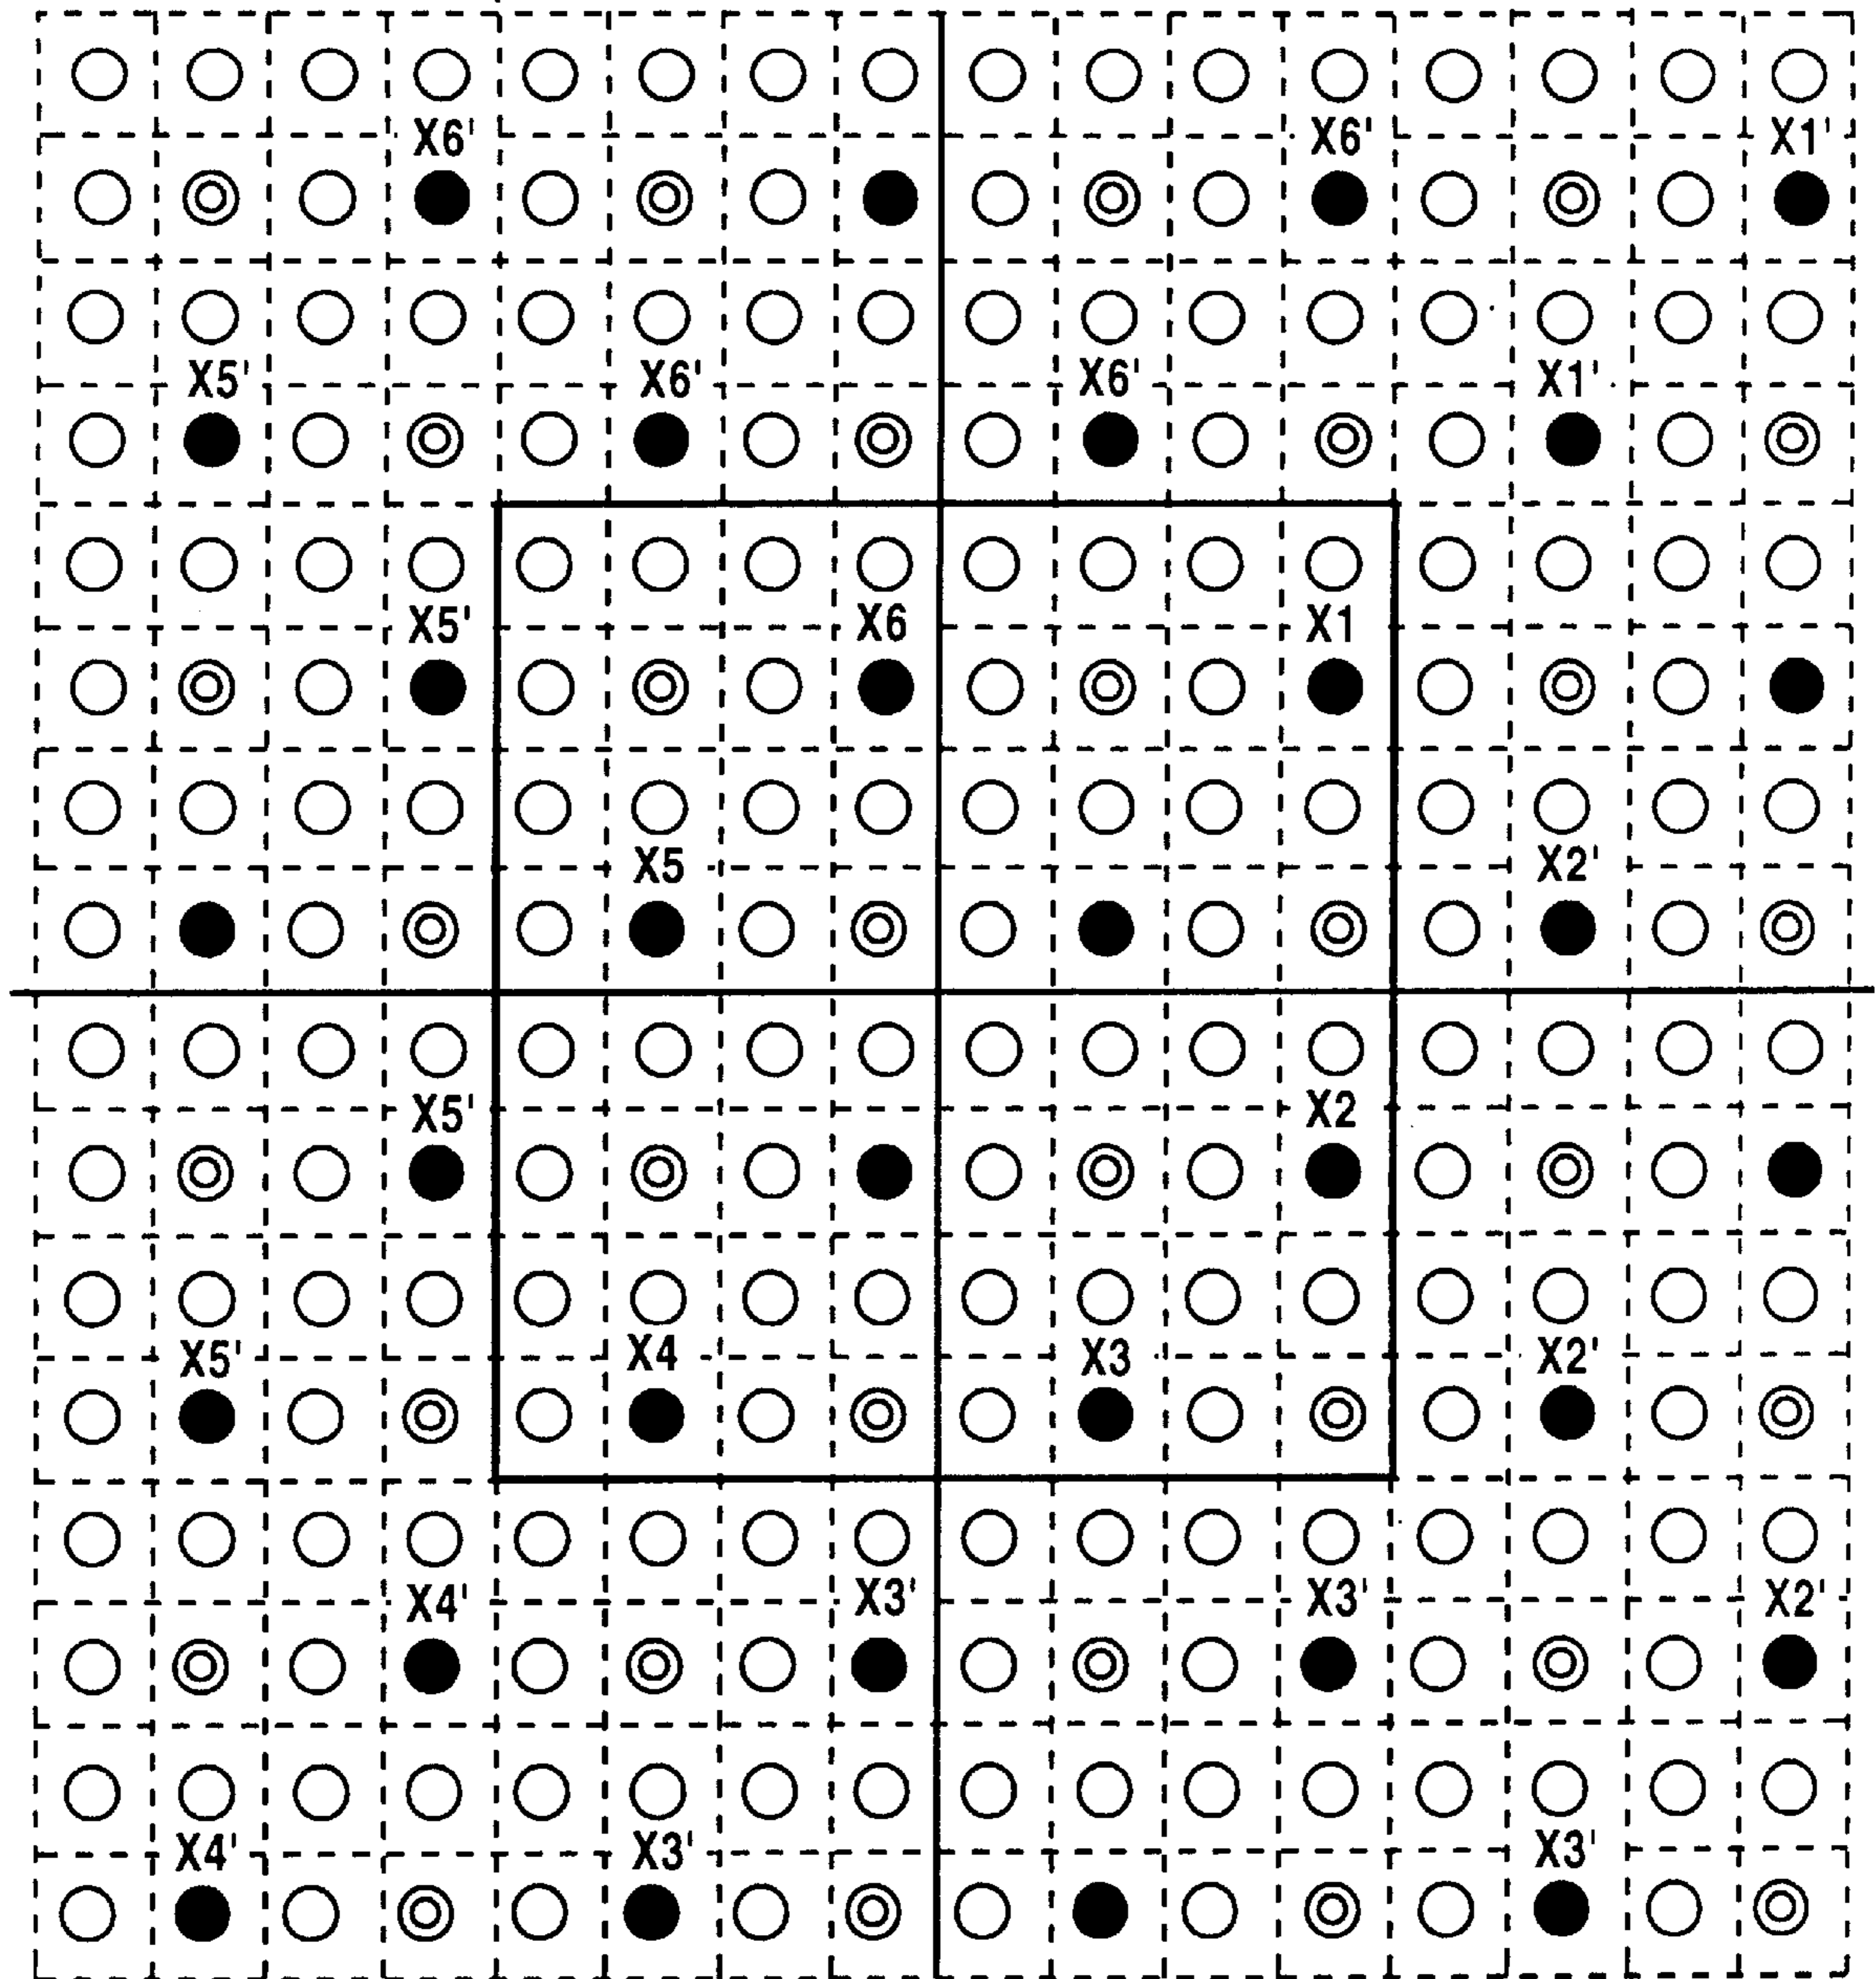 X6' X6' X1'
X5' X6' X6' X1'
X5' X6 X1
X5 X2'
X5' X2
X5' X4 X3 X2'
X4' X3' X3' X2'
X4' X3' X3'